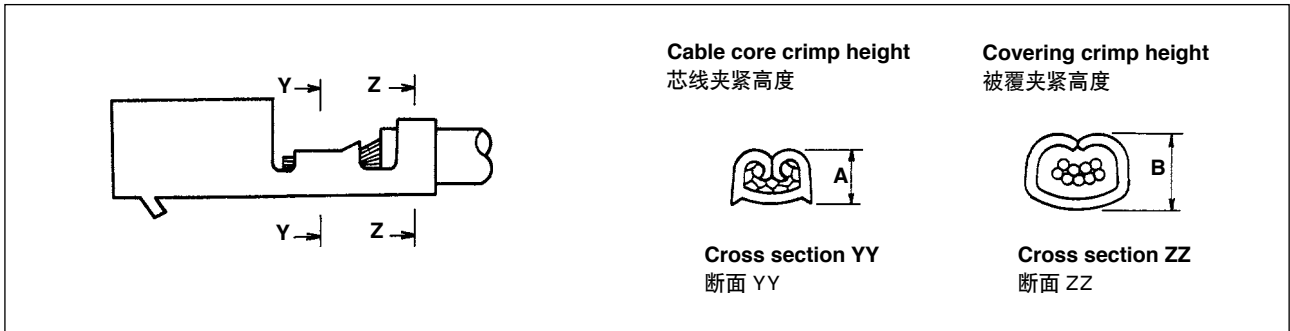 Y
Z
Y
Z
Cable core crimp height
芯线夹紧高度
A
Cross section YY
断面 YY
Covering crimp height
被覆夹紧高度
B
Cross section ZZ
断面 ZZ